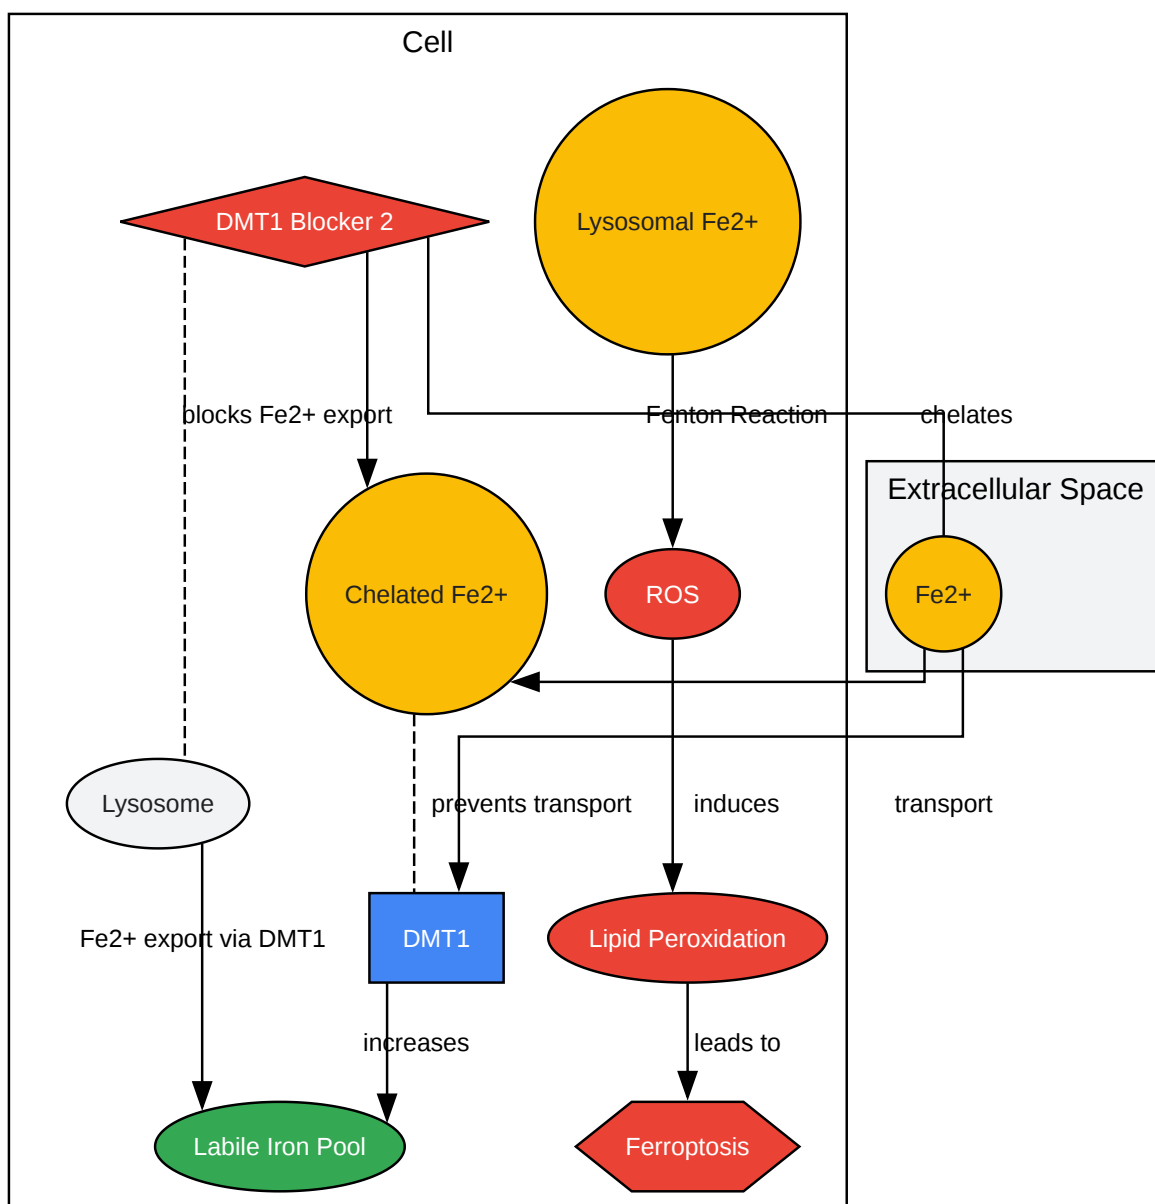 Cell
DMT1 Blocker 2
Lysosomal Fe2+
blocks Fe2+ export
Fenton Reaction
chelates
Extracellular Space
Chelated Fe2+
ROS
Fe2+
Lysosome
prevents transport
induces
transport
Fe2+ export via DMT1
DMT1
Lipid Peroxidation
increases
leads to
Labile Iron Pool
Ferroptosis